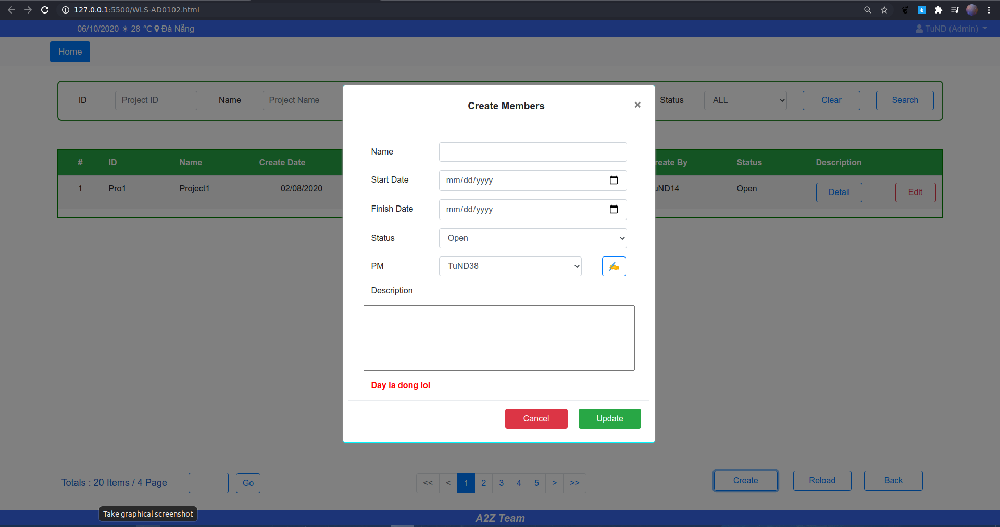 127.0.0.1:5500/WLS-AD0102.html
06/10/2020 ☀ 28 ℃ Đà Nẵng
TuND (Admin)
Home
ID Project ID Name Project Name Status ALL Clear Search
Create Members ×
Name
Start Date mm/dd/yyyy
Finish Date mm/dd/yyyy
Status Open
PM TuND38 ✍
Description
Day la dong loi
Cancel Update
# ID Name Create Date reate By Status Description
1 Pro1 Project1 02/08/2020 uND14 Open Detail Edit
Totals : 20 Items / 4 Page Go << < 1 2 3 4 5 > >> Create Reload Back
Take graphical screenshot
A2Z Team